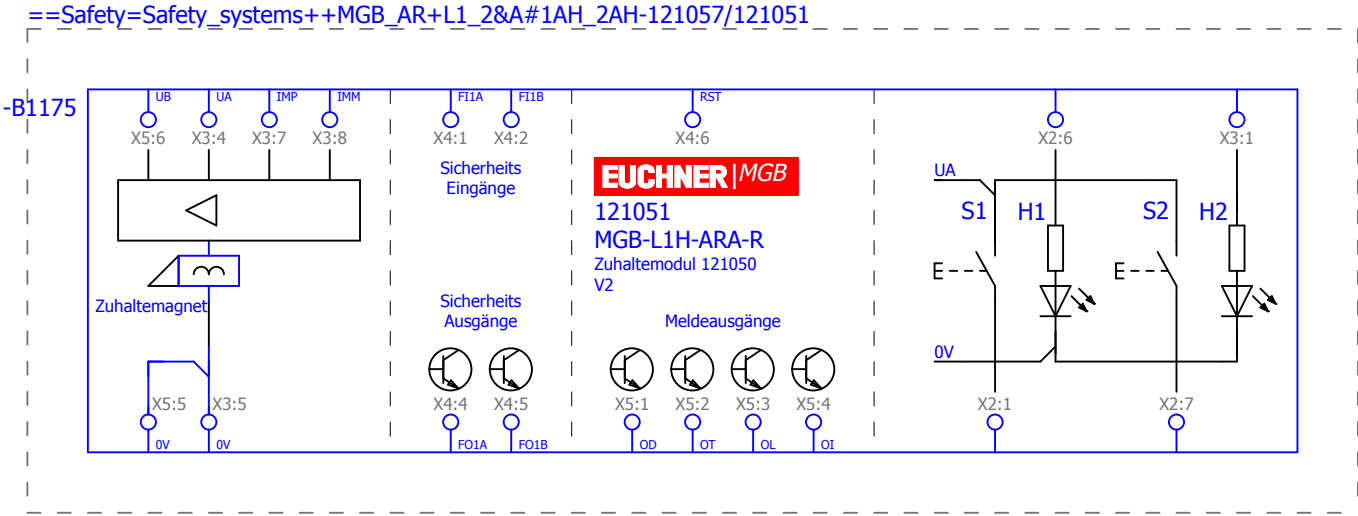 ==Safety=Safety_systems++MGB_AR+L1_2&A#1AH_2AH-121057/121051
-B1175
UB UA IMP IMM FI1A FI1B RST
X5:6 X3:4 X3:7 X3:8 X4:1 X4:2 X4:6 X2:6 X3:1
Sicherheits
Eingänge
EUCHNER|MGB
121051
MGB-L1H-ARA-R
Zuhaltemodul 121050
V2
UA
S1 H1 S2 H2
E E
Zuhaltemagnet
Sicherheits
Ausgänge
Meldeausgänge
0V
X5:5 X3:5 X4:4 X4:5 X5:1 X5:2 X5:3 X5:4 X2:1 X2:7
0V 0V FO1A FO1B OD OT OL OI